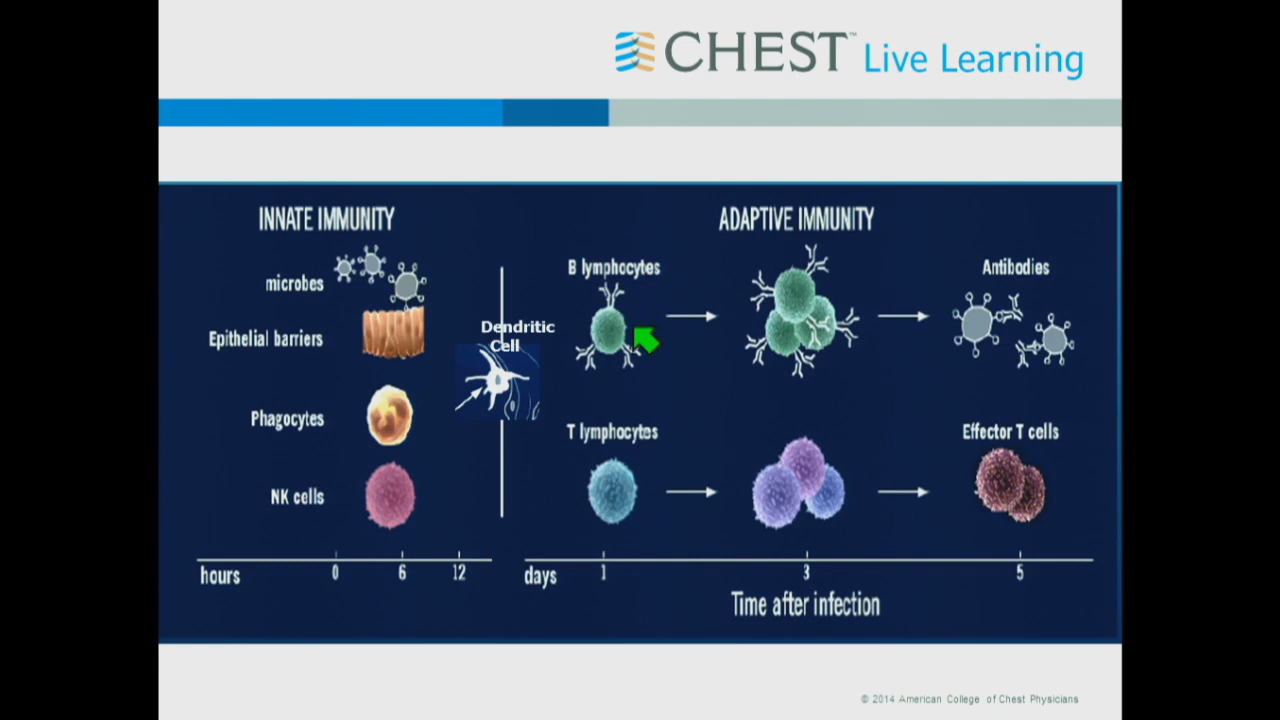 CHEST™ Live Learning
INNATE IMMUNITY
ADAPTIVE IMMUNITY
microbes
Epithelial barriers
Phagocytes
NK cells
Dendritic
Cell
B lymphocytes
Antibodies
T lymphocytes
Effector T cells
hours 0 6 12
days 1 3 5
Time after infection
© 2014 American College of Chest Physicians